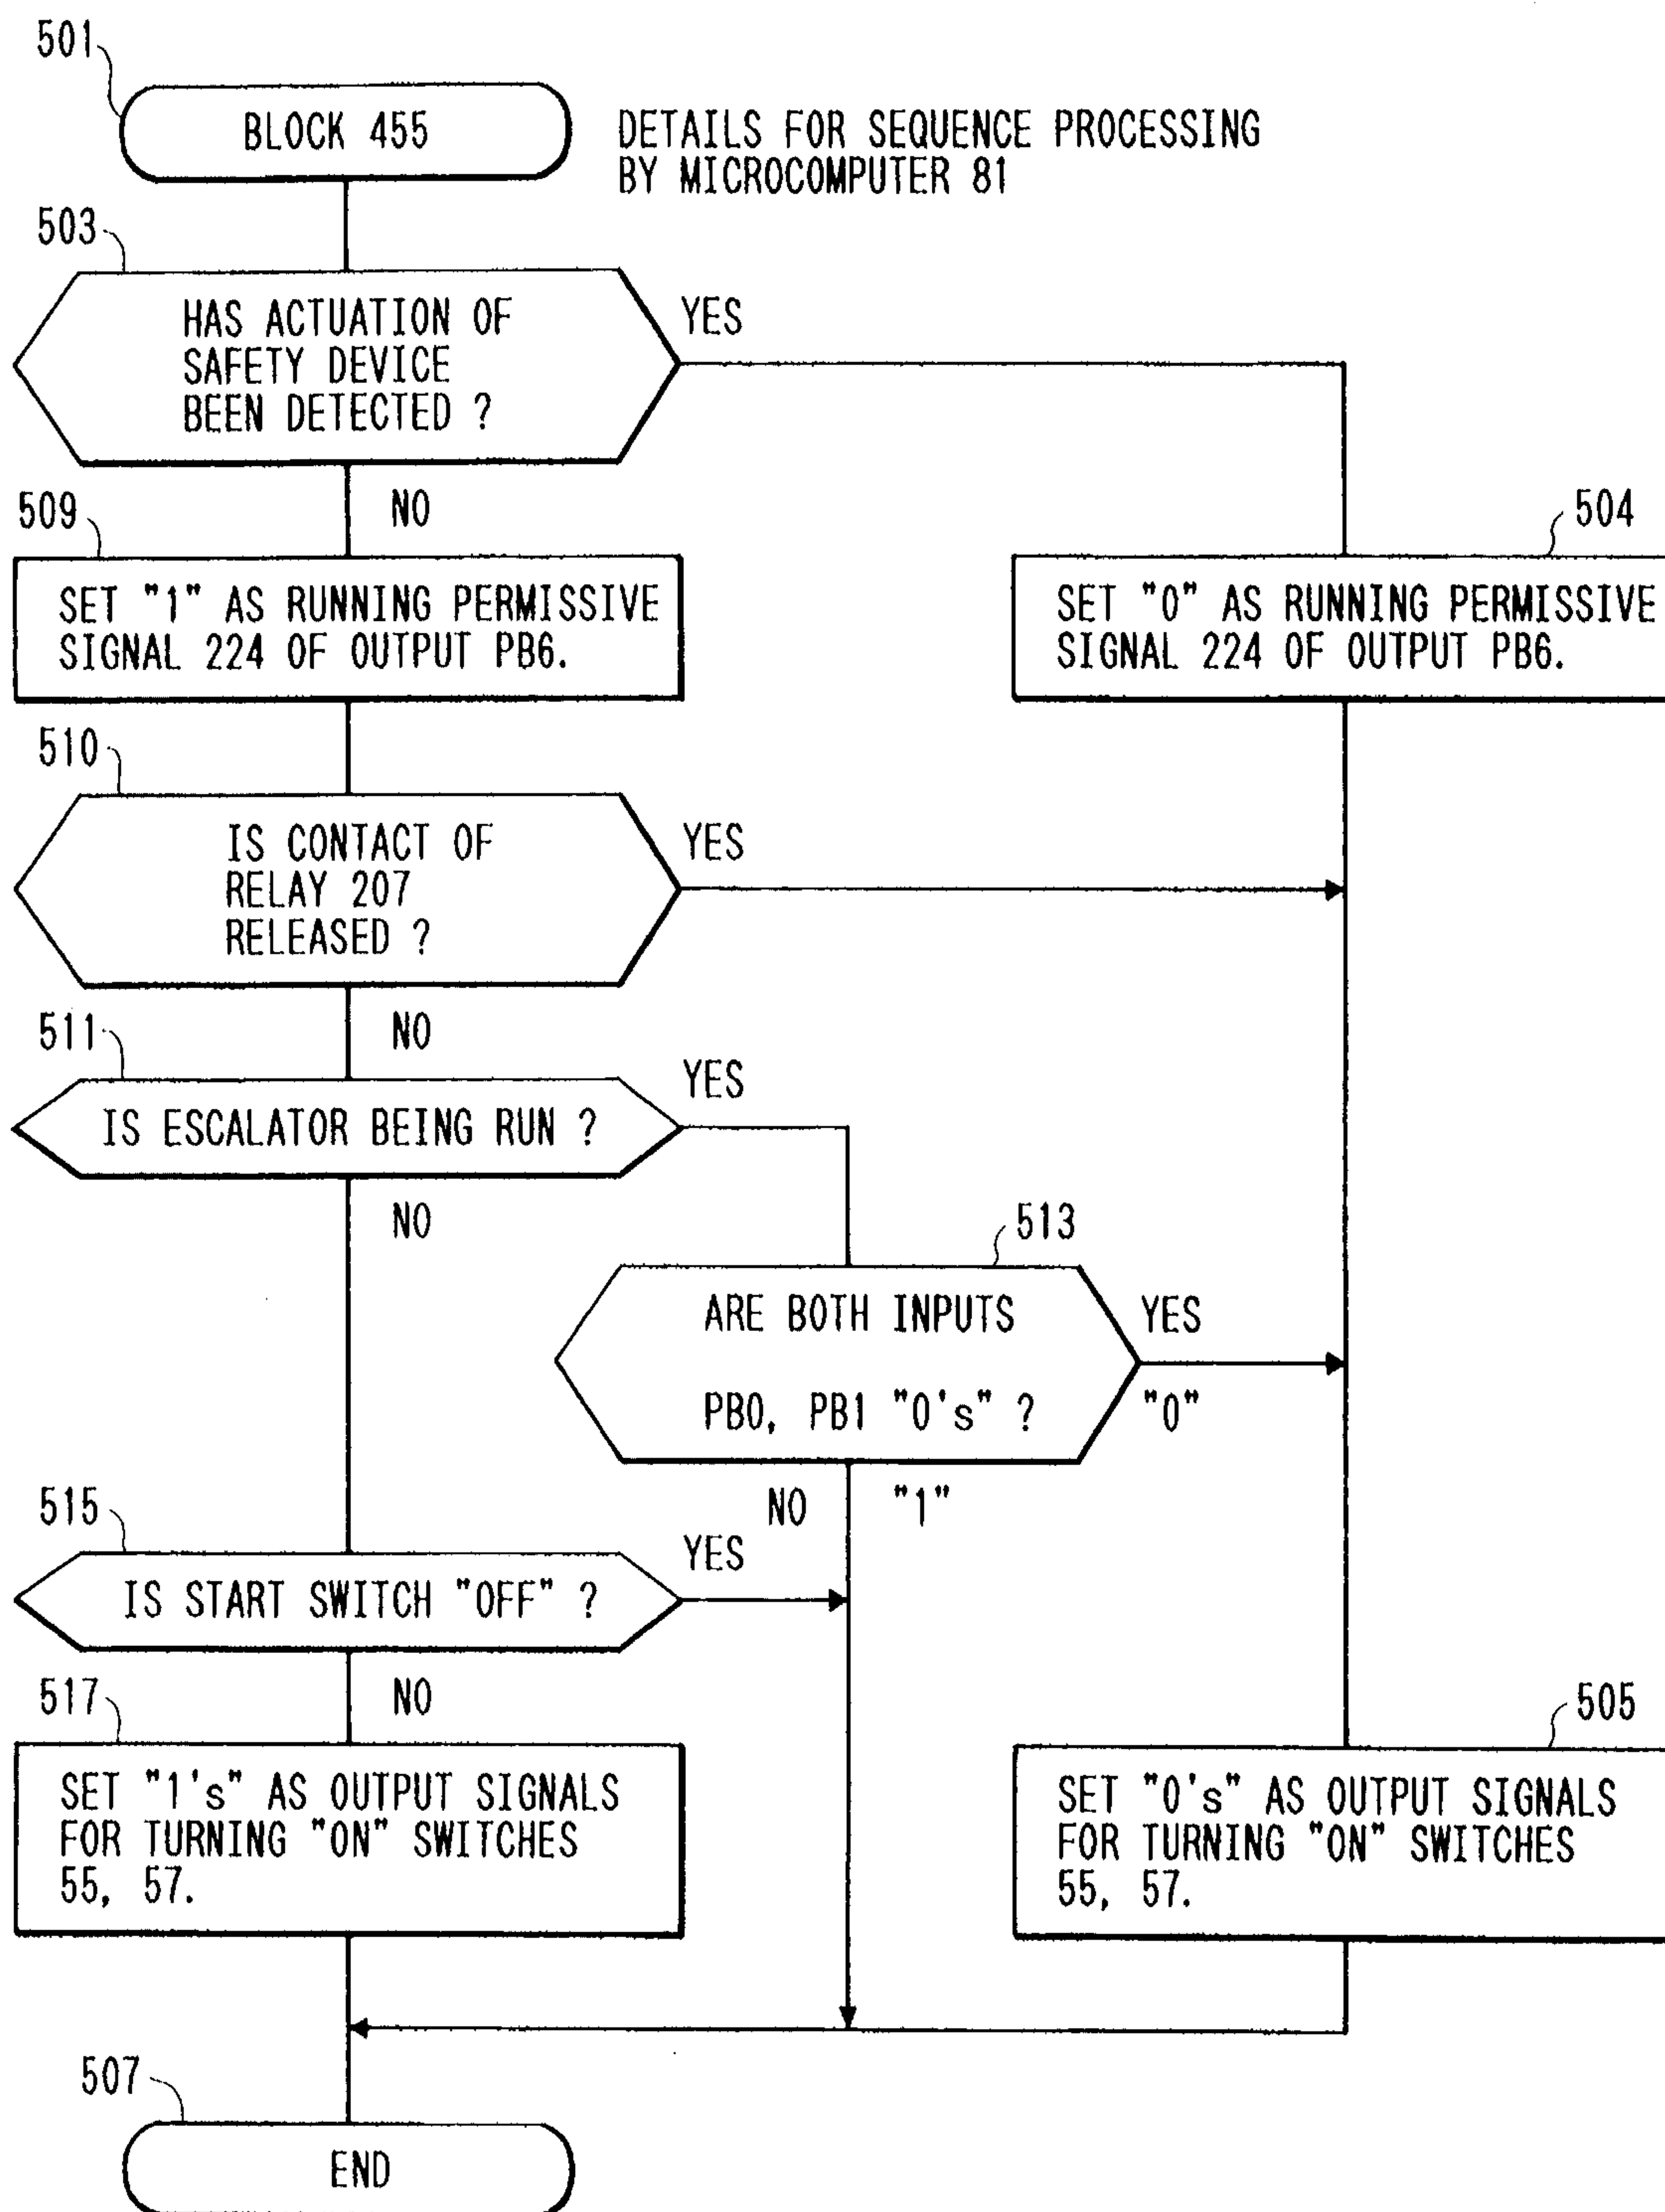 501
BLOCK 455
DETAILS FOR SEQUENCE PROCESSING
BY MICROCOMPUTER 81
503
HAS ACTUATION OF
SAFETY DEVICE
BEEN DETECTED ?
YES
NO
509
SET "1" AS RUNNING PERMISSIVE
SIGNAL 224 OF OUTPUT PB6.
504
SET "0" AS RUNNING PERMISSIVE
SIGNAL 224 OF OUTPUT PB6.
510
IS CONTACT OF
RELAY 207
RELEASED ?
YES
NO
511
IS ESCALATOR BEING RUN ?
YES
NO
513
ARE BOTH INPUTS
PB0, PB1 "0's" ?
YES
"0"
NO "1"
515
IS START SWITCH "OFF" ?
YES
NO
517
SET "1's" AS OUTPUT SIGNALS
FOR TURNING "ON" SWITCHES
55, 57.
505
SET "0's" AS OUTPUT SIGNALS
FOR TURNING "ON" SWITCHES
55, 57.
507
END